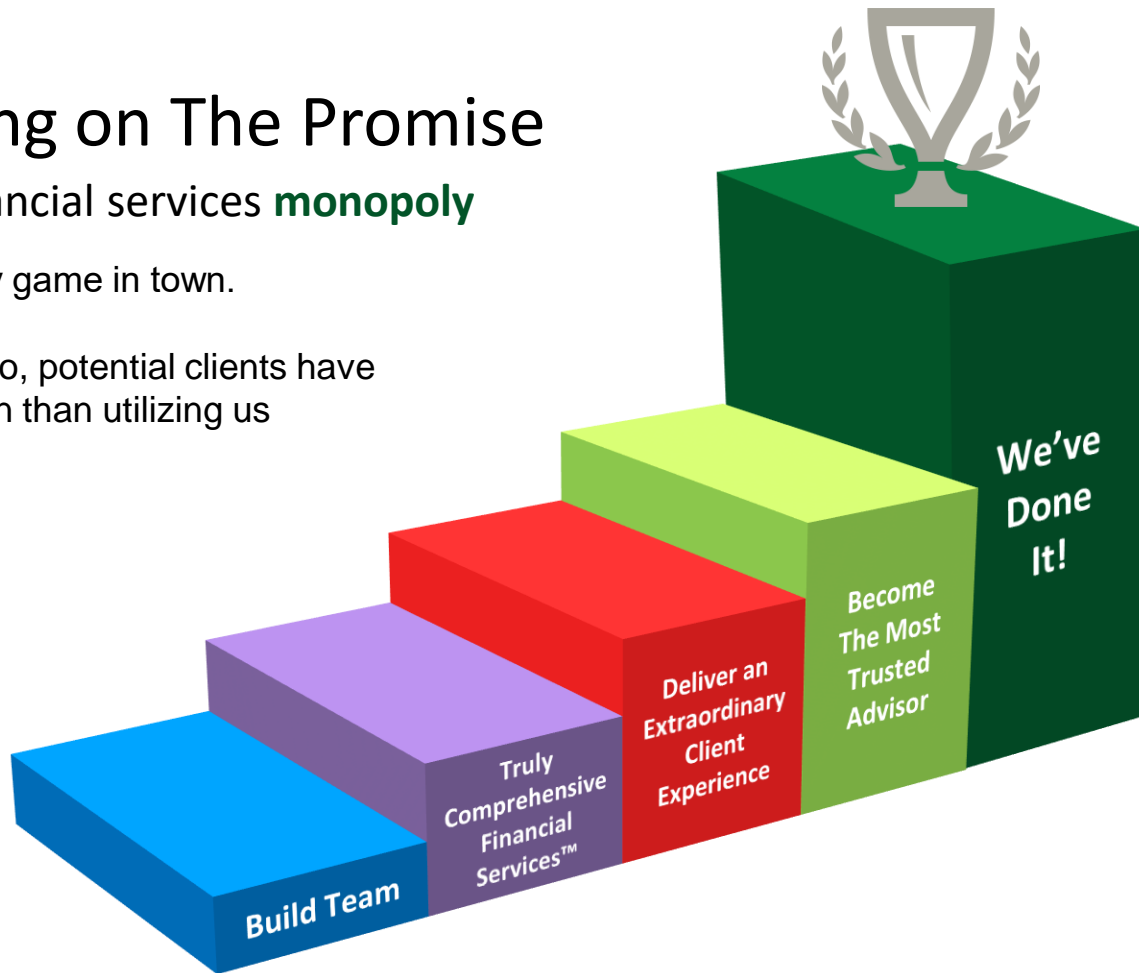 ng on The Promise
ancial services monopoly
y game in town.
o, potential clients have
n than utilizing us
We’ve
Done
It!
Become
The Most
Trusted
Advisor
Deliver an
Extraordinary
Client
Experience
Truly
Comprehensive
Financial
Services™
Build Team